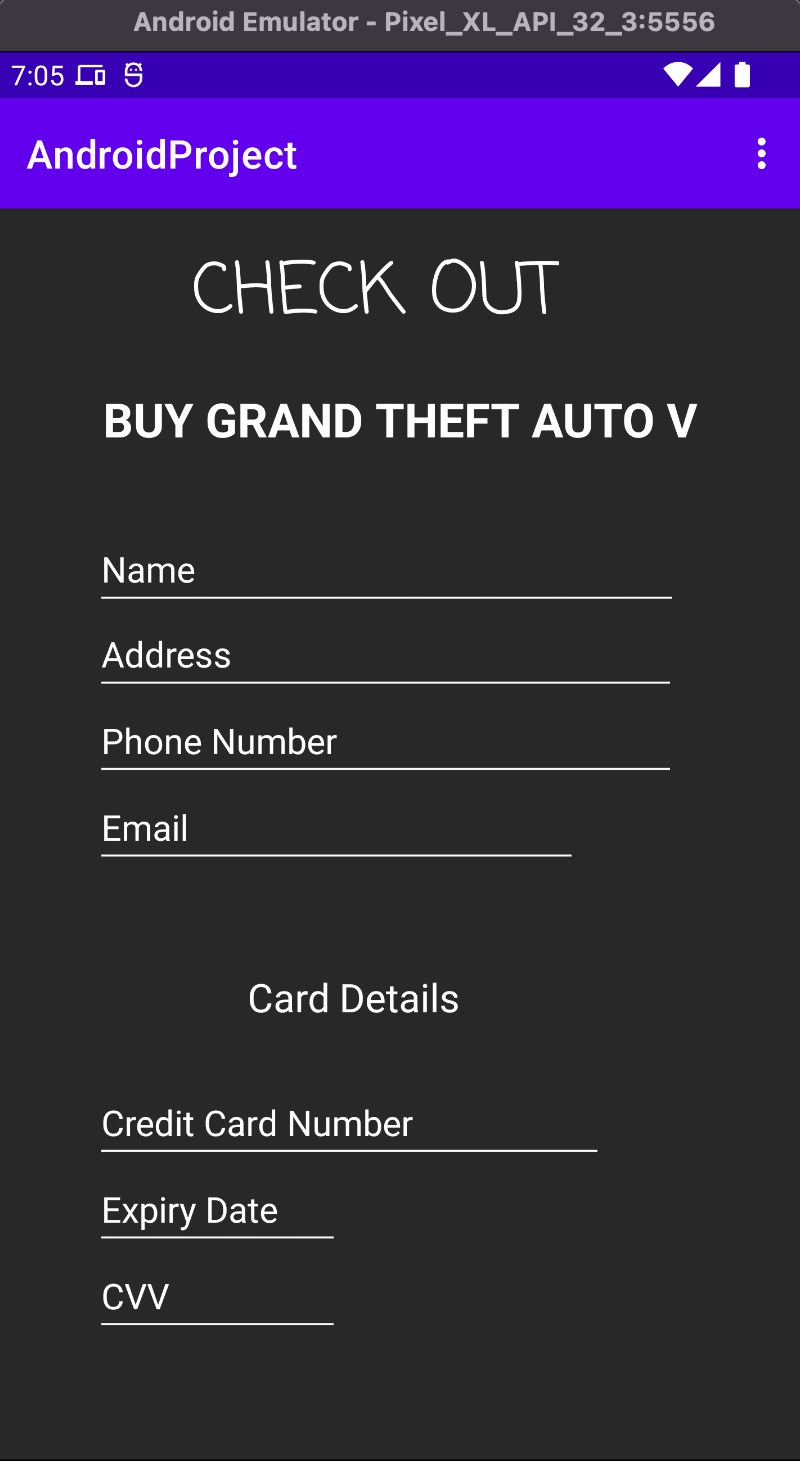 Android Emulator - Pixel_XL_API_32_3:5556
7:05
AndroidProject
CHECK OUT
BUY GRAND THEFT AUTO V
Name
Address
Phone Number
Email
Card Details
Credit Card Number
Expiry Date
CVV